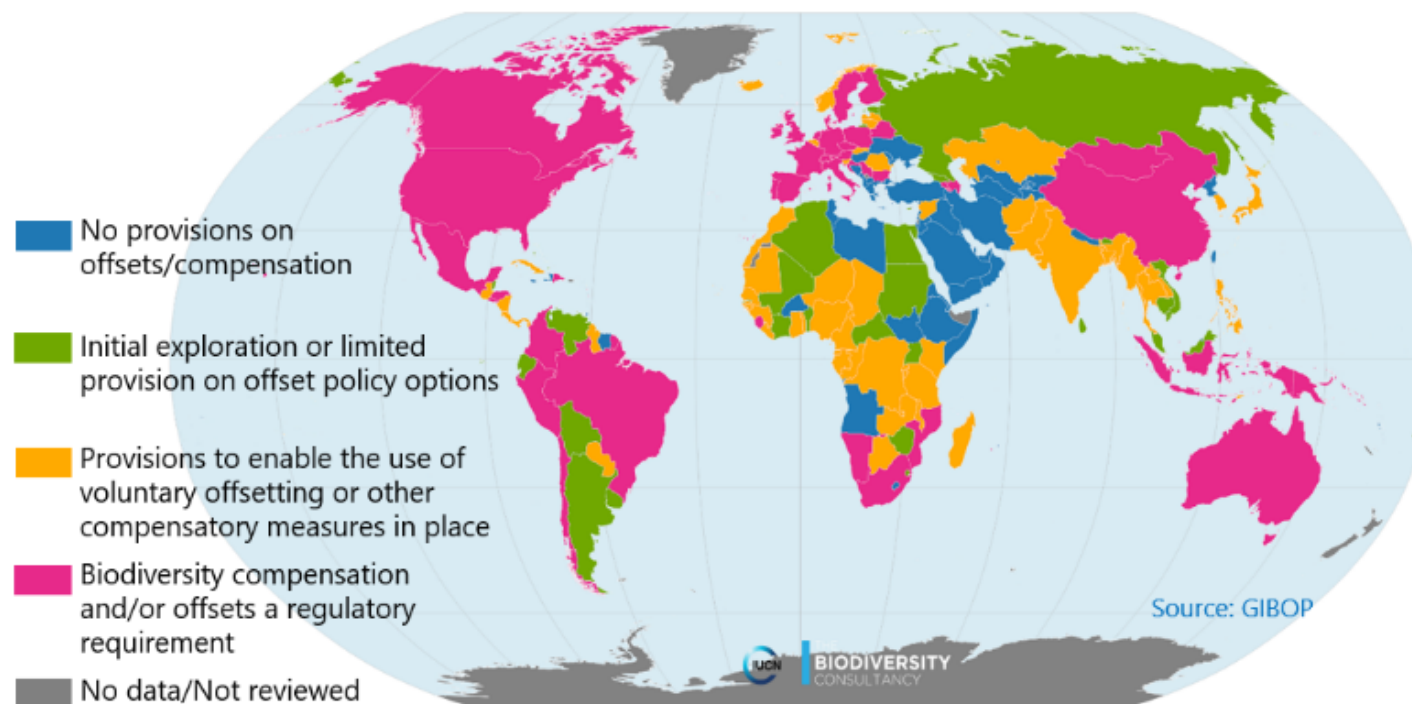 No provisions on
offsets/compensation
Initial exploration or limited
provision on offset policy options
Provisions to enable the use of
voluntary offsetting or other
compensatory measures in place
Biodiversity compensation
and/or offsets a regulatory
requirement
No data/Not reviewed
Source: GIBOP
IUCN
THE
BIODIVERSITY
CONSULTANCY